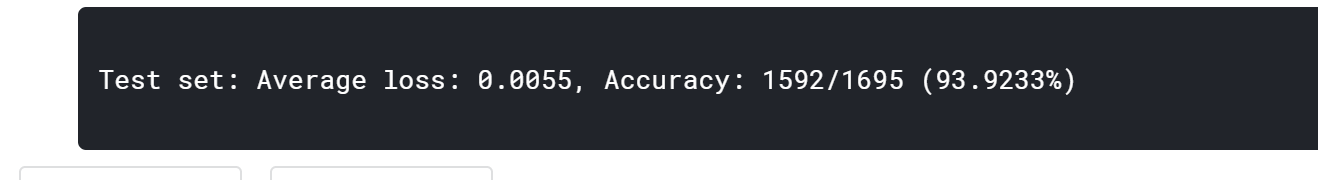 Test set: Average loss: 0.0055, Accuracy: 1592/1695 (93.9233%)